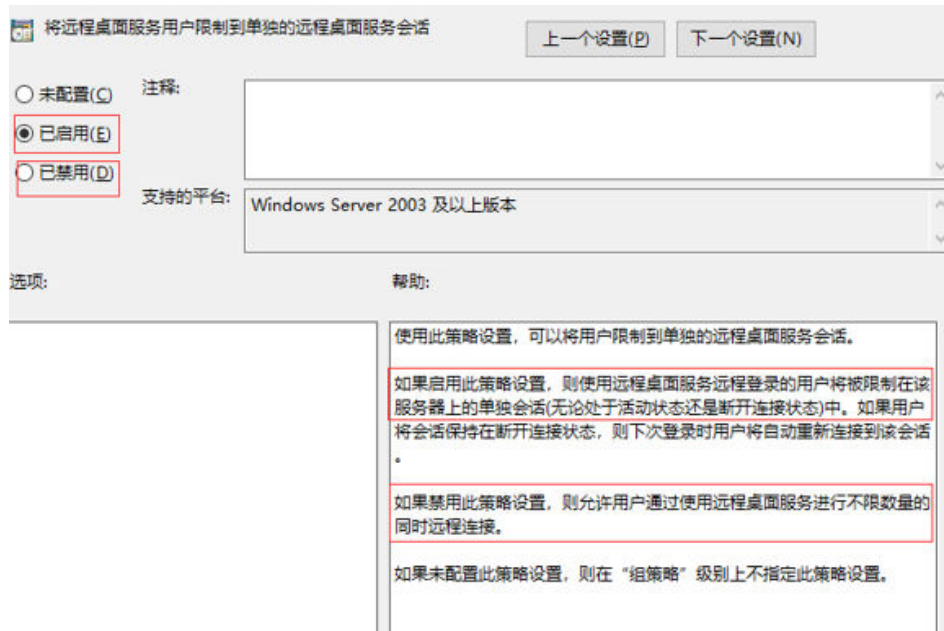 将远程桌面服务用户限制到单独的远程桌面服务会话
上一个设置(P)
下一个设置(N)
未配置(C)
注释:
已启用(E)
已禁用(D)
支持的平台:
Windows Server 2003 及以上版本
选项:
帮助:
使用此策略设置，可以将用户限制到单独的远程桌面服务会话。
如果启用此策略设置，则使用远程桌面服务远程登录的用户将被限制在该
服务器上的单独会话(无论处于活动状态还是断开连接状态)中。如果用户
将会话保持在断开连接状态，则下次登录时用户将自动重新连接到该会话
。
如果禁用此策略设置，则允许用户通过使用远程桌面服务进行不限数量的
同时远程连接。
如果未配置此策略设置，则在“组策略”级别上不指定此策略设置。